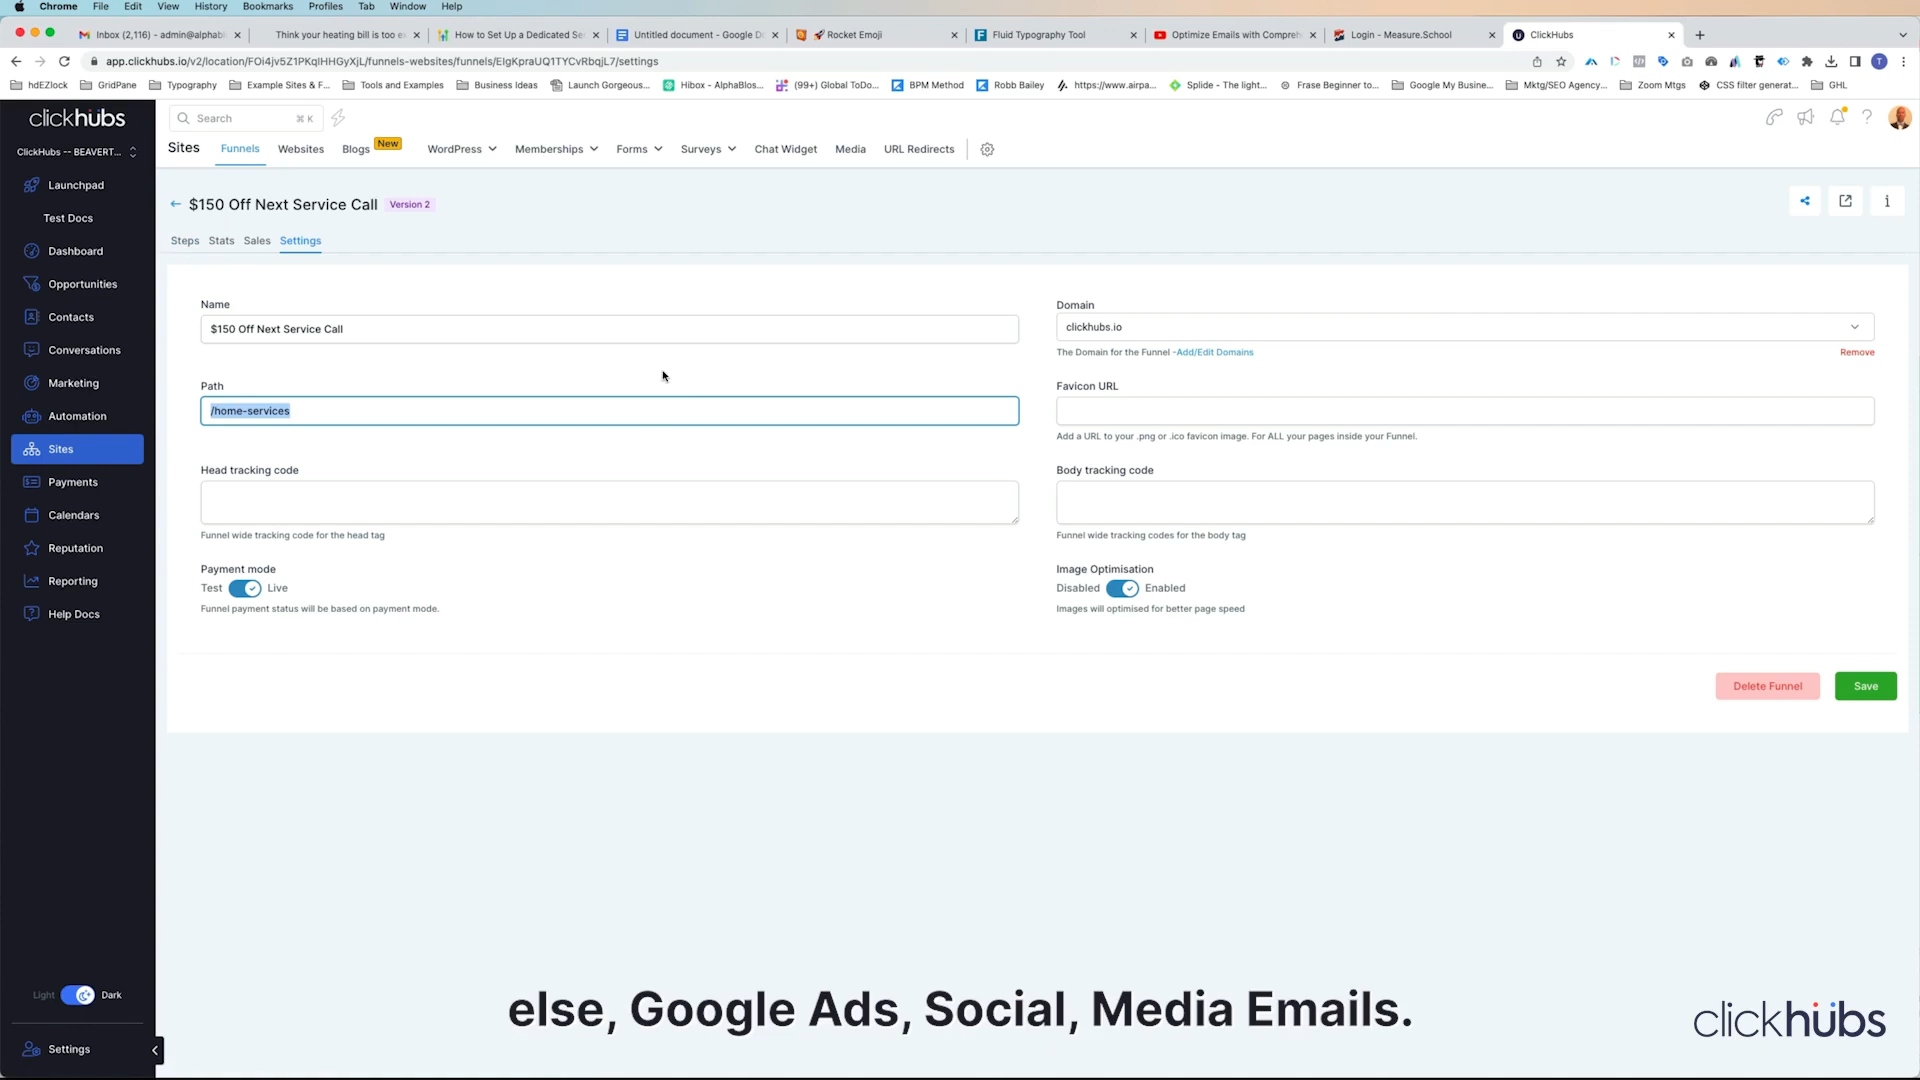 Chrome File Edit View History Bookmarks Profiles Tab Window Help
Inbox (2,116) - admin@alphabl Think your heating bill is too e How to Set Up a Dedicated Se Untitled document - Google D 🚀 Rocket Emoji Fluid Typography Tool Optimize Emails with Compreh Login - Measure.School ClickHubs
app.clickhubs.io/v2/location/FOi4jv5Z1PKqlHHGyXjL/funnels-websites/funnels/EIgKpraUQ1TYCvRbqjL7/settings
hdEZlock GridPane Typography Example Sites & F... Tools and Examples Business Ideas Launch Gorgeous... Hibox - AlphaBlos... (99+) Global ToDo... BPM Method Robb Bailey https://www.airpa... Splide - The light... Frase Beginner to... Google My Busine... Mktg/SEO Agency... Zoom Mtgs CSS filter generat... GHL
clickhubs
Search ⌘ K
ClickHubs -- BEAVERT...
Sites Funnels Websites Blogs New WordPress Memberships Forms Surveys Chat Widget Media URL Redirects
Launchpad
Test Docs
Dashboard
Opportunities
Contacts
Conversations
Marketing
Automation
Sites
Payments
Calendars
Reputation
Reporting
Help Docs
Light Dark
Settings
$150 Off Next Service Call Version 2
Steps Stats Sales Settings
Name
$150 Off Next Service Call
Domain
clickhubs.io
The Domain for the Funnel -Add/Edit Domains
Remove
Path
/home-services
Favicon URL
Add a URL to your .png or .ico favicon image. For ALL your pages inside your Funnel.
Head tracking code
Funnel wide tracking code for the head tag
Body tracking code
Funnel wide tracking codes for the body tag
Payment mode
Test Live
Funnel payment status will be based on payment mode.
Image Optimisation
Disabled Enabled
Images will optimised for better page speed
Delete Funnel
Save
else, Google Ads, Social, Media Emails.
clickhubs